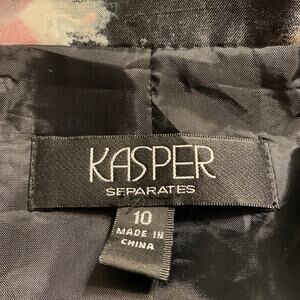 KASPER
SEPARATES
10
MADE IN
CHINA